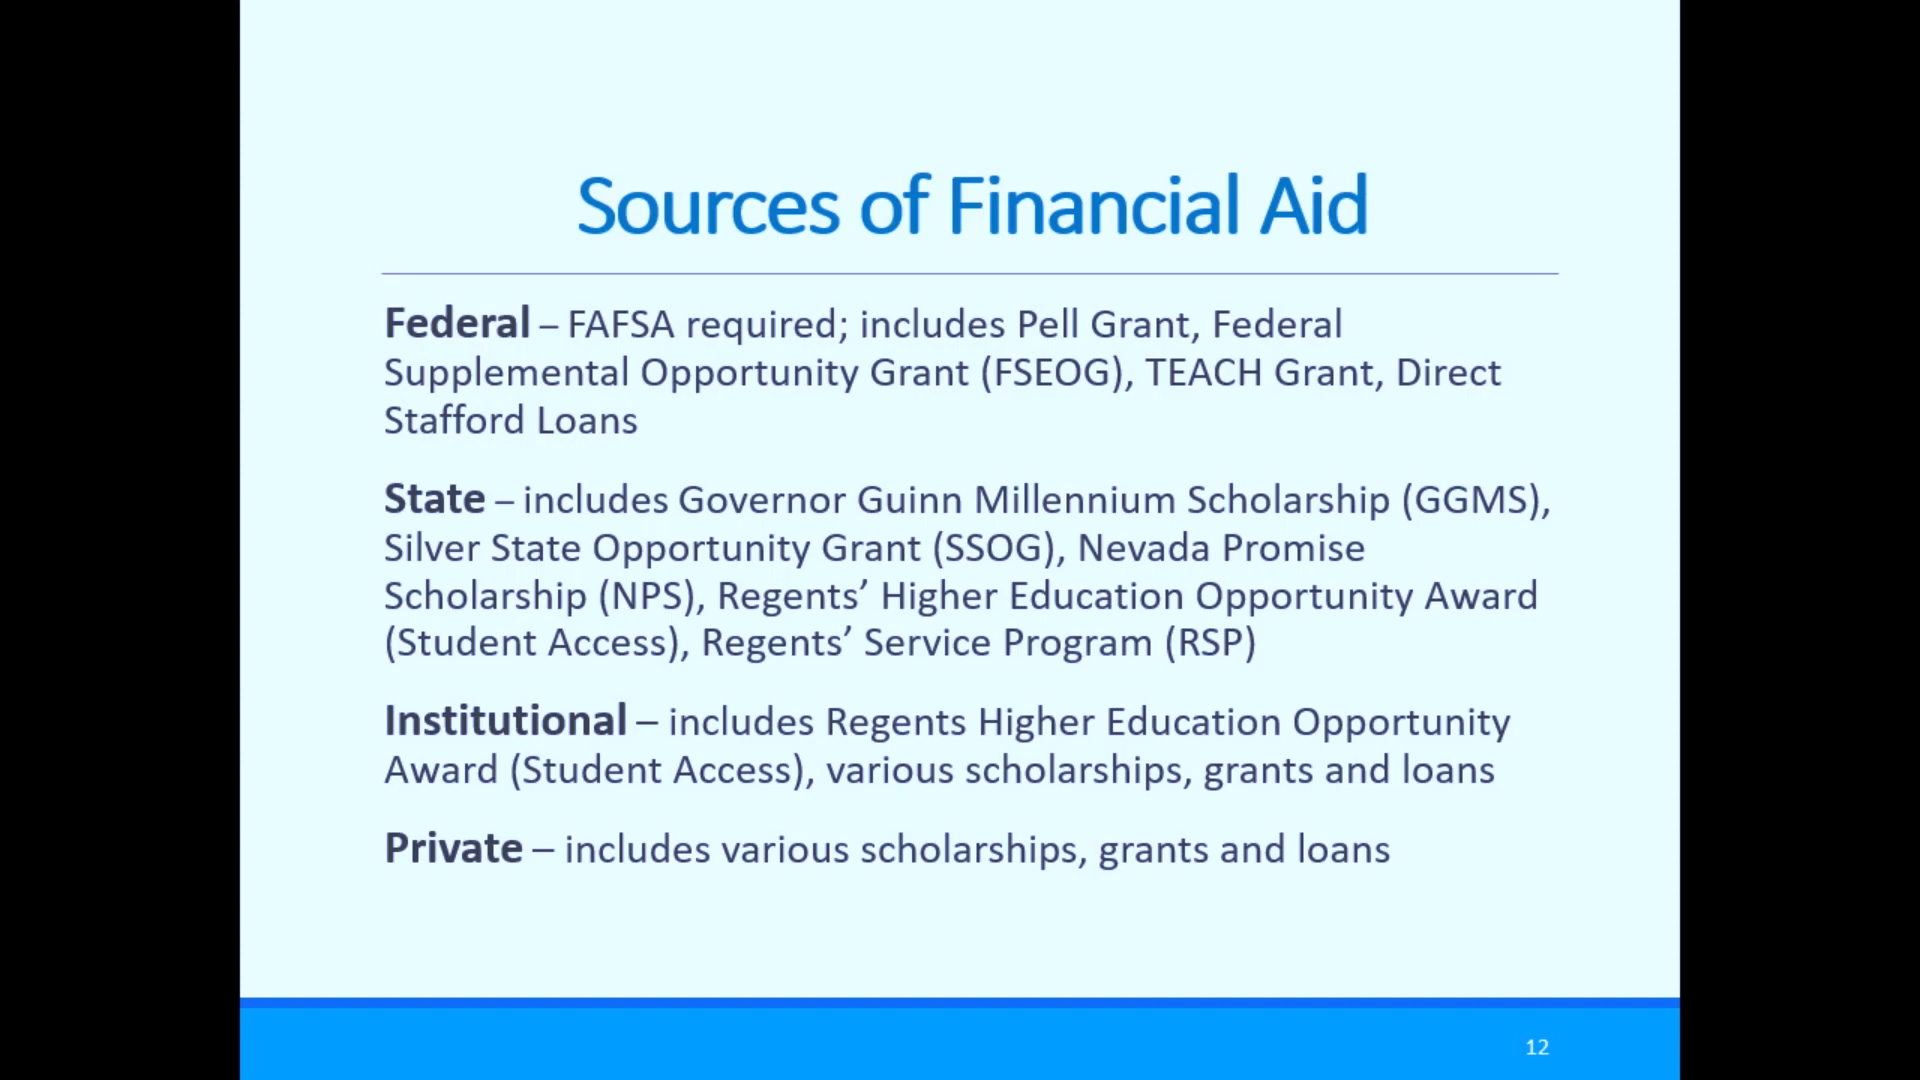 Sources of Financial Aid
Federal – FAFSA required; includes Pell Grant, Federal
Supplemental Opportunity Grant (FSEOG), TEACH Grant, Direct
Stafford Loans
State – includes Governor Guinn Millennium Scholarship (GGMS),
Silver State Opportunity Grant (SSOG), Nevada Promise
Scholarship (NPS), Regents’ Higher Education Opportunity Award
(Student Access), Regents’ Service Program (RSP)
Institutional – includes Regents Higher Education Opportunity
Award (Student Access), various scholarships, grants and loans
Private – includes various scholarships, grants and loans
12